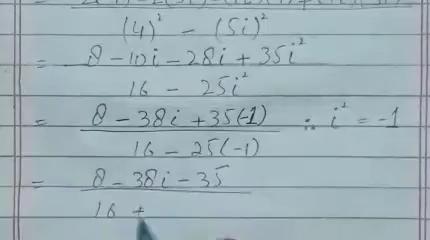 (4)² - (5i)²
= 8 - 10i - 28i + 35i²
16 - 25i²
= 8 - 38i + 35(-1) ∴ i² = -1
16 - 25(-1)
= 8 - 38i - 35
16 +